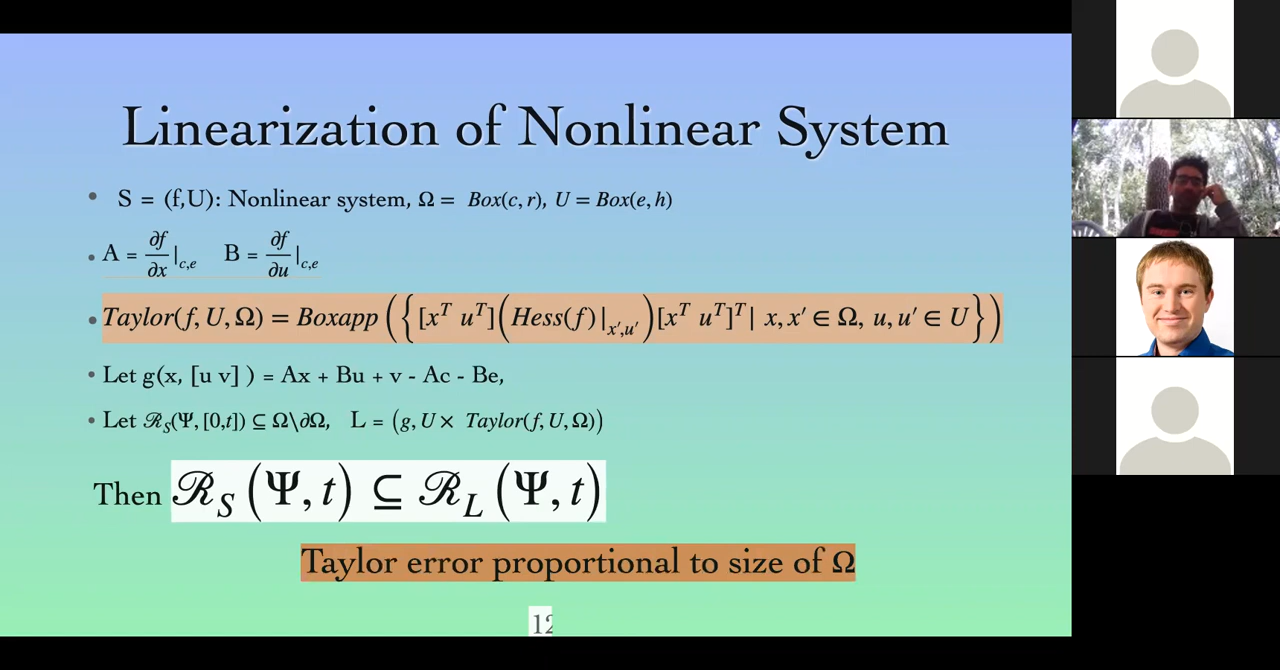 Linearization of Nonlinear System
• S = (f,U): Nonlinear system, Ω = Box(c, r), U = Box(e, h)
• A = ∂f/∂x |c,e B = ∂f/∂u |c,e
• Taylor(f, U, Ω) = Boxapp ( { [x^T u^T] ( Hess(f)|x′,u′ ) [x^T u^T]^T | x, x′ ∈ Ω, u, u′ ∈ U } )
• Let g(x, [u v] ) = Ax + Bu + v - Ac - Be,
• Let ℛ_S(Ψ, [0,t]) ⊆ Ω\∂Ω, L = (g, U × Taylor(f, U, Ω))
Then ℛ_S (Ψ, t) ⊆ ℛ_L (Ψ, t)
Taylor error proportional to size of Ω
12